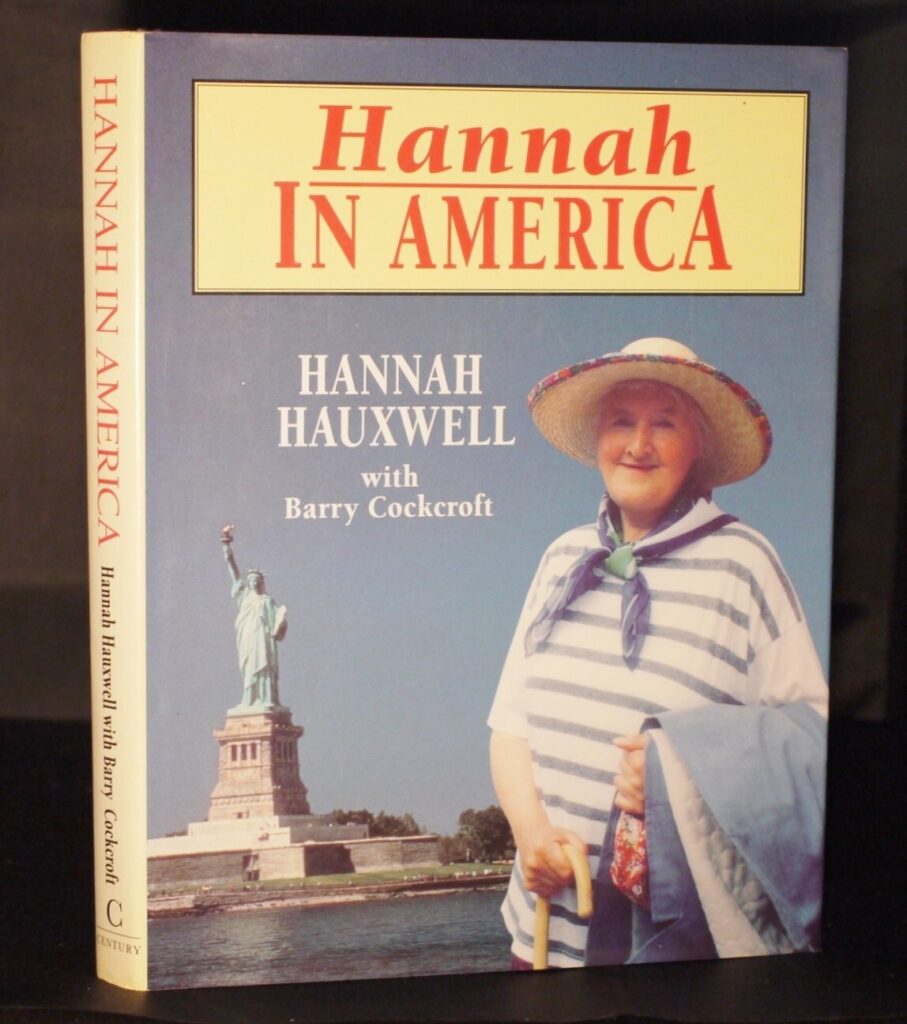 Hannah
IN AMERICA
HANNAH
HAUXWELL
with
Barry Cockcroft
HANNAH IN AMERICA Hannah Hauxwell with Barry Cockcroft
CENTURY